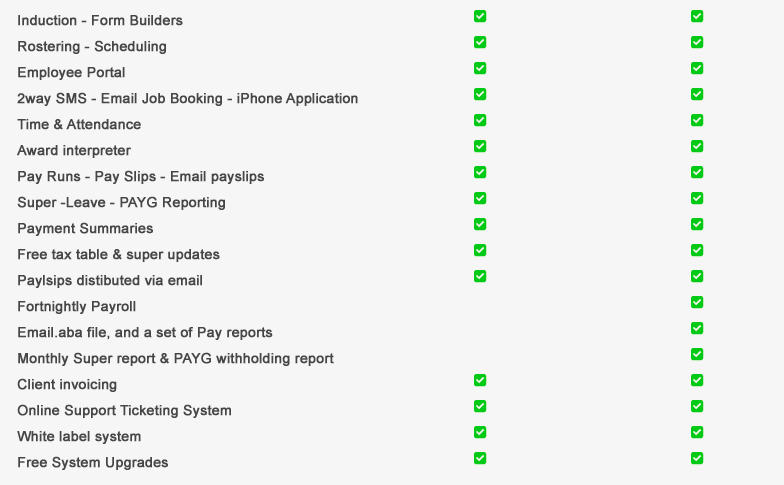 Induction - Form Builders
Rostering - Scheduling
Employee Portal
2way SMS - Email Job Booking - iPhone Application
Time & Attendance
Award interpreter
Pay Runs - Pay Slips - Email payslips
Super -Leave - PAYG Reporting
Payment Summaries
Free tax table & super updates
Paylsips distibuted via email
Fortnightly Payroll
Email.aba file, and a set of Pay reports
Monthly Super report & PAYG withholding report
Client invoicing
Online Support Ticketing System
White label system
Free System Upgrades